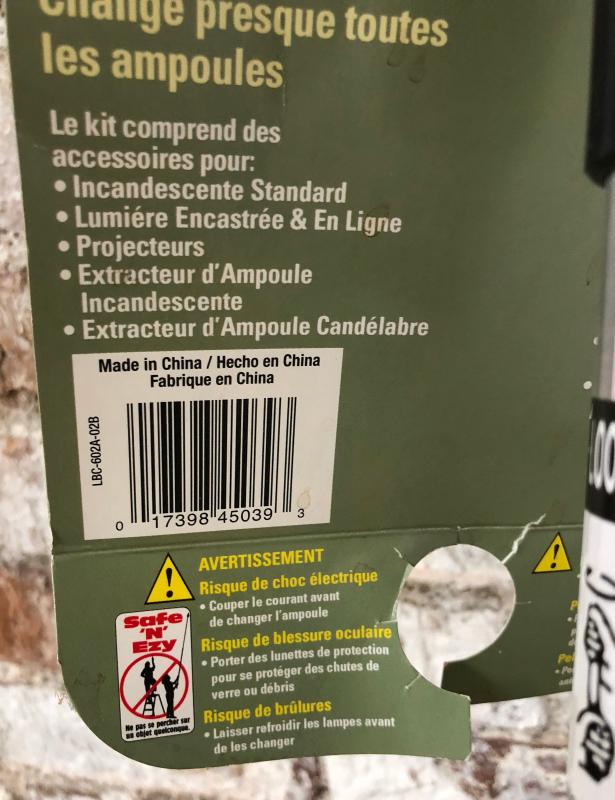 Change presque toutes
les ampoules
Le kit comprend des
accessoires pour:
• Incandescente Standard
• Lumiére Encastrée & En Ligne
• Projecteurs
• Extracteur d'Ampoule
Incandescente
• Extracteur d'Ampoule Candélabre
Made in China / Hecho en China
Fabrique en China
LBC-602A-02B
0 17398 45039 3
AVERTISSEMENT
Risque de choc électrique
• Couper le courant avant
de changer l'ampoule
Risque de blessure oculaire
• Porter des lunettes de protection
pour se protéger des chutes de
verre ou débris
Risque de brûlures
• Laisser refroidir les lampes avant
de les changer
Safe
'N'
Ezy
Ne pas se percher sur
un objet quelconque.